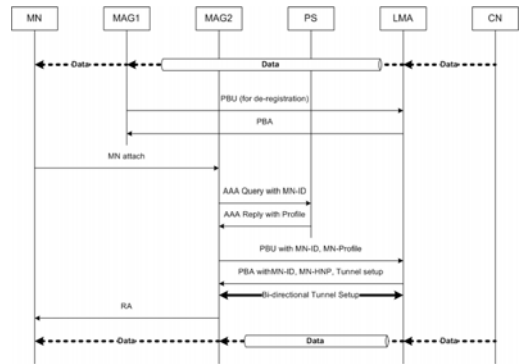 MN MAG1 MAG2 PS LMA CN
Data Data Data
PBU (for de-registration)
PBA
MN attach
AAA Query with MN-ID
AAA Reply with Profile
PBU with MN-ID, MN-Profile
PBA withMN-ID, MN-HNP, Tunnel setup
Bi-directional Tunnel Setup
RA
Data Data Data